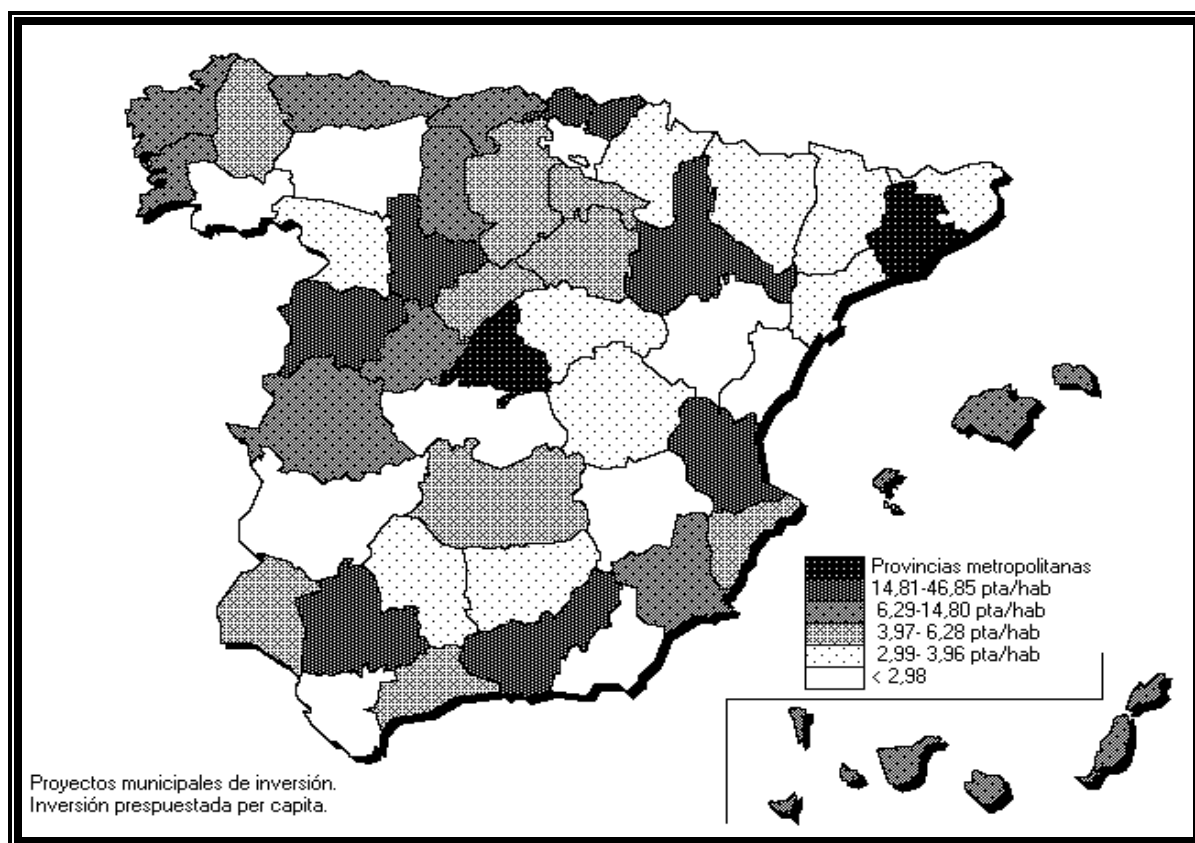 Provincias metropolitanas
14,81-46,85 pta/hab
6,29-14,80 pta/hab
3,97- 6,28 pta/hab
2,99- 3,96 pta/hab
< 2,98
Proyectos municipales de inversión.
Inversión prespuestada per capita.